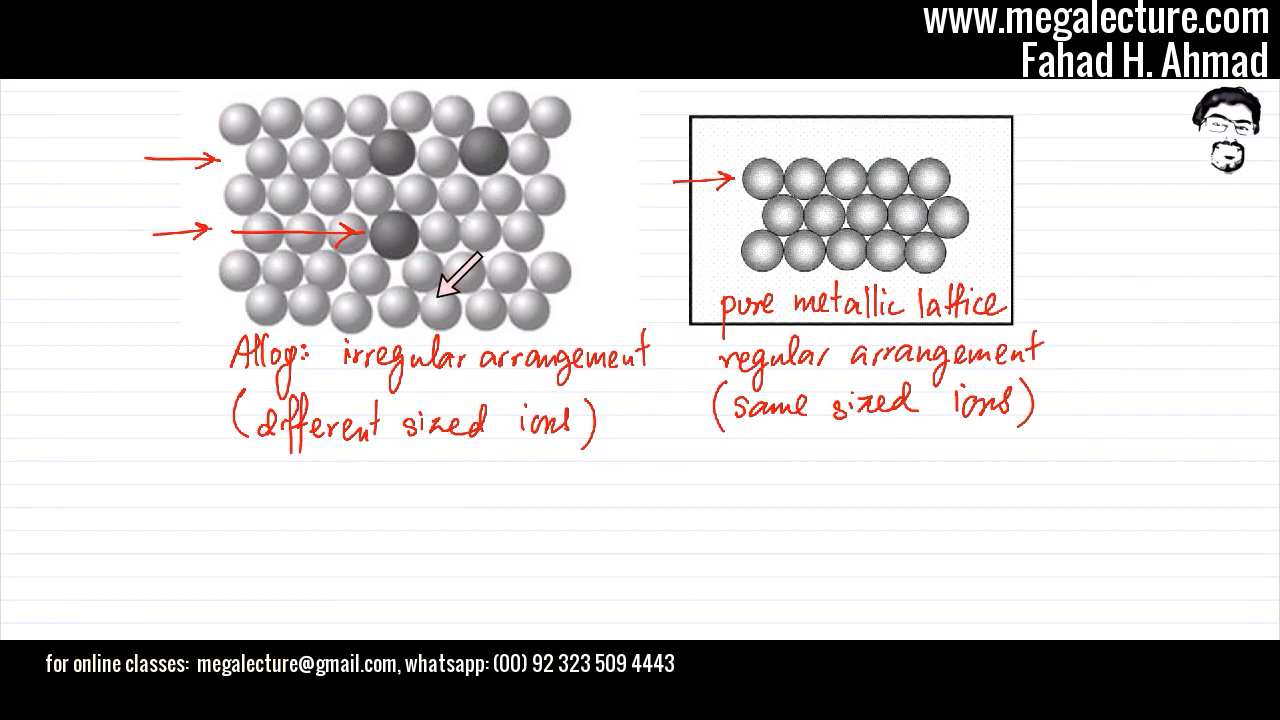 www.megalecture.com
Fahad H. Ahmad
Alloy: irregular arrangement
(different sized ions)
pure metallic lattice
regular arrangement
(same sized ions)
for online classes: megalecture@gmail.com, whatsapp: (00) 92 323 509 4443